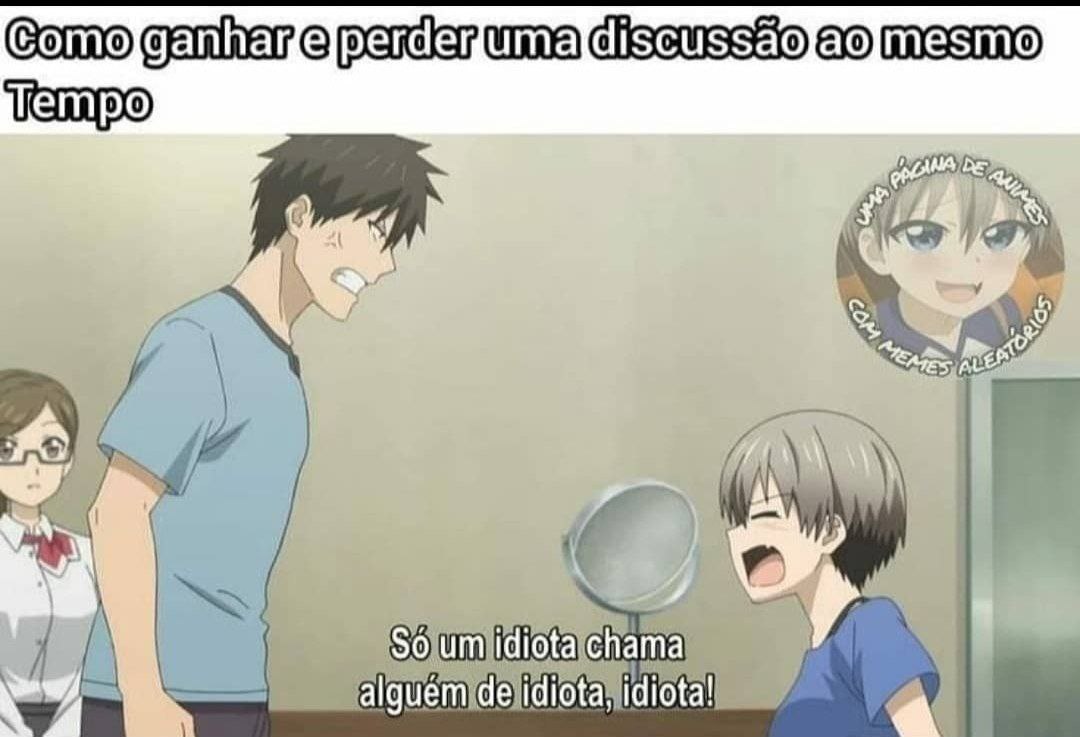 Como ganhar e perder uma discussão ao mesmo
Tempo
UMA PÁGINA DE ANIMES
COM MEMES ALEATÓRIOS
Só um idiota chama
alguém de idiota, idiota!